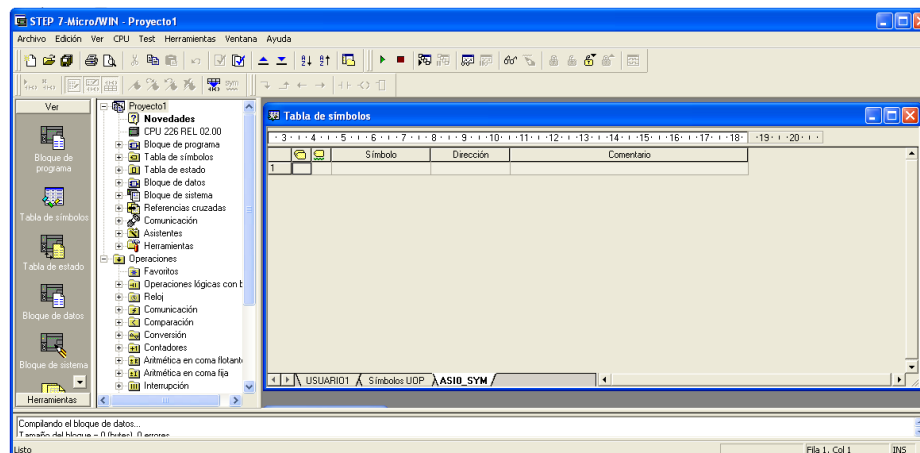 STEP 7-Micro/WIN - Proyecto1
Archivo Edición Ver CPU Test Herramientas Ventana Ayuda
sym
Ver
Bloque de programa
Tabla de símbolos
Tabla de estado
Bloque de datos
Bloque de sistema
Herramientas
Proyecto1
Novedades
CPU 226 REL 02.00
Bloque de programa
Tabla de símbolos
Tabla de estado
Bloque de datos
Bloque de sistema
Referencias cruzadas
Comunicación
Asistentes
Herramientas
Operaciones
Favoritos
Operaciones lógicas con b
Reloj
Comunicación
Comparación
Conversión
Contadores
Aritmética en coma flotant
Aritmética en coma fija
Interrupción
Tabla de símbolos
3 4 5 6 7 8 9 10 11 12 13 14 15 16 17 18 19 20
Símbolo Dirección Comentario
1
USUARIO1 Símbolos UOP ASI0_SYM
Compilando el bloque de datos...
Tamaño del bloque = 0 (bytes), 0 errores
Listo Fila 1, Col 1 INS